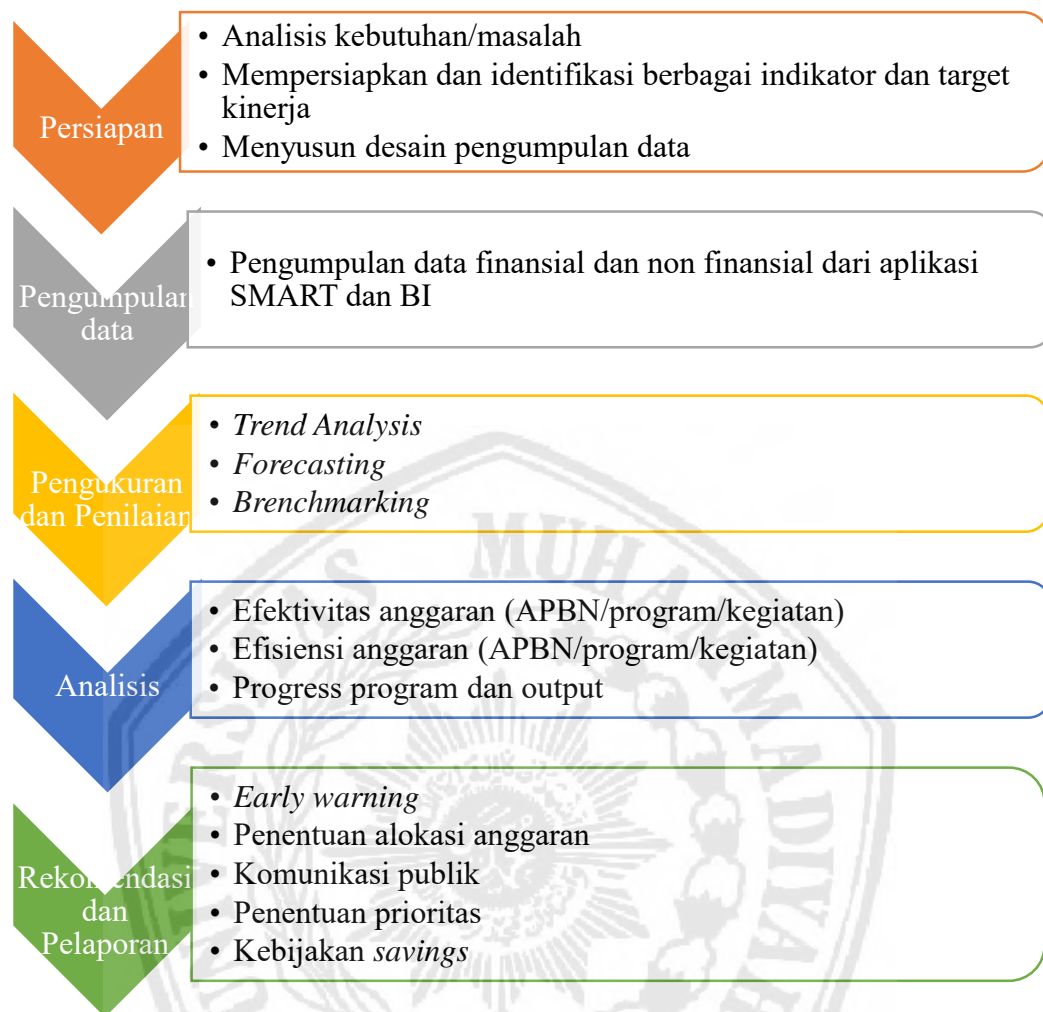 Persiapan
• Analisis kebutuhan/masalah
• Mempersiapkan dan identifikasi berbagai indikator dan target
kinerja
• Menyusun desain pengumpulan data
Pengumpulan
data
• Pengumpulan data finansial dan non finansial dari aplikasi
SMART dan BI
Pengukuran
dan Penilaian
• Trend Analysis
• Forecasting
• Brenchmarking
Analisis
• Efektivitas anggaran (APBN/program/kegiatan)
• Efisiensi anggaran (APBN/program/kegiatan)
• Progress program dan output
Rekomendasi
dan
Pelaporan
• Early warning
• Penentuan alokasi anggaran
• Komunikasi publik
• Penentuan prioritas
• Kebijakan savings
UNIVERSITAS MUHAMMADIYAH